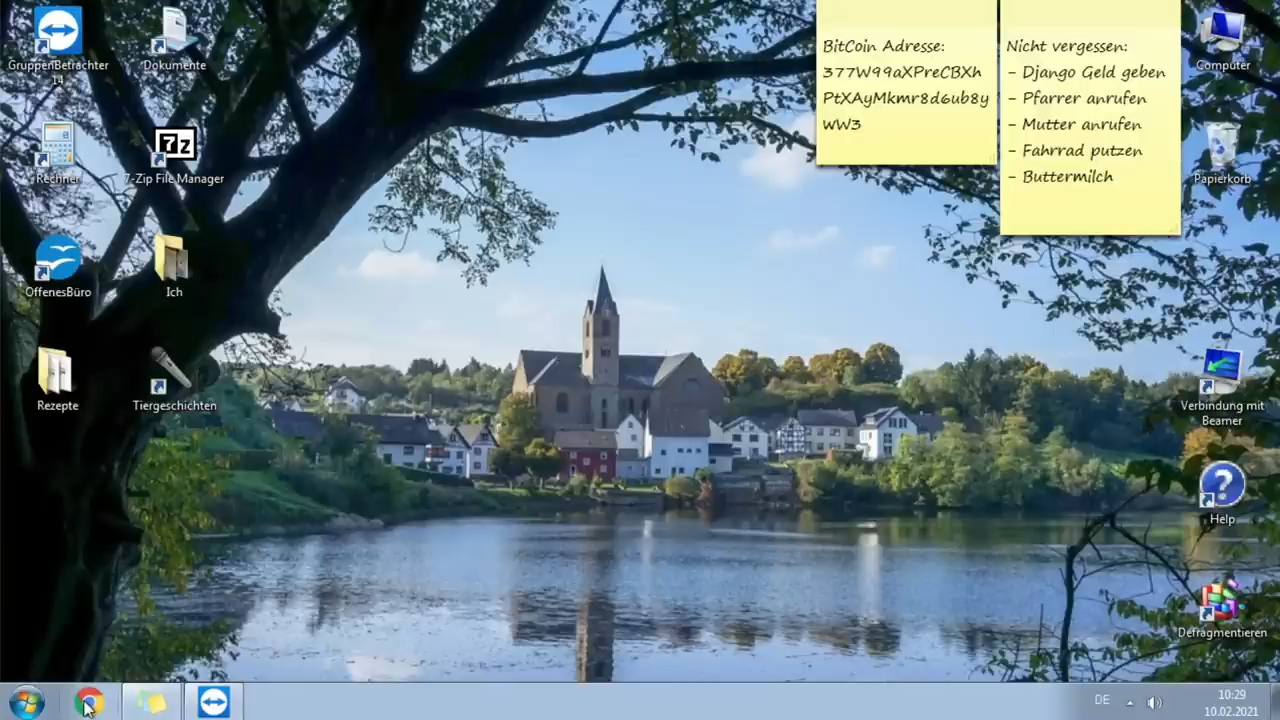 GruppenBetrachter
14
Dokumente
Rechner
7z
7-Zip File Manager
OffenesBüro
Ich
Rezepte
Tiergeschichten
BitCoin Adresse:
377W99aXPreCBXh
PtXAyMkmr8d6ub8y
WW3
Nicht vergessen:
- Django Geld geben
- Pfarrer anrufen
- Mutter anrufen
- Fahrrad putzen
- Buttermilch
Computer
Papierkorb
Verbindung mit
Beamer
?
Help
Defragmentieren
DE
10:29
10.02.2021